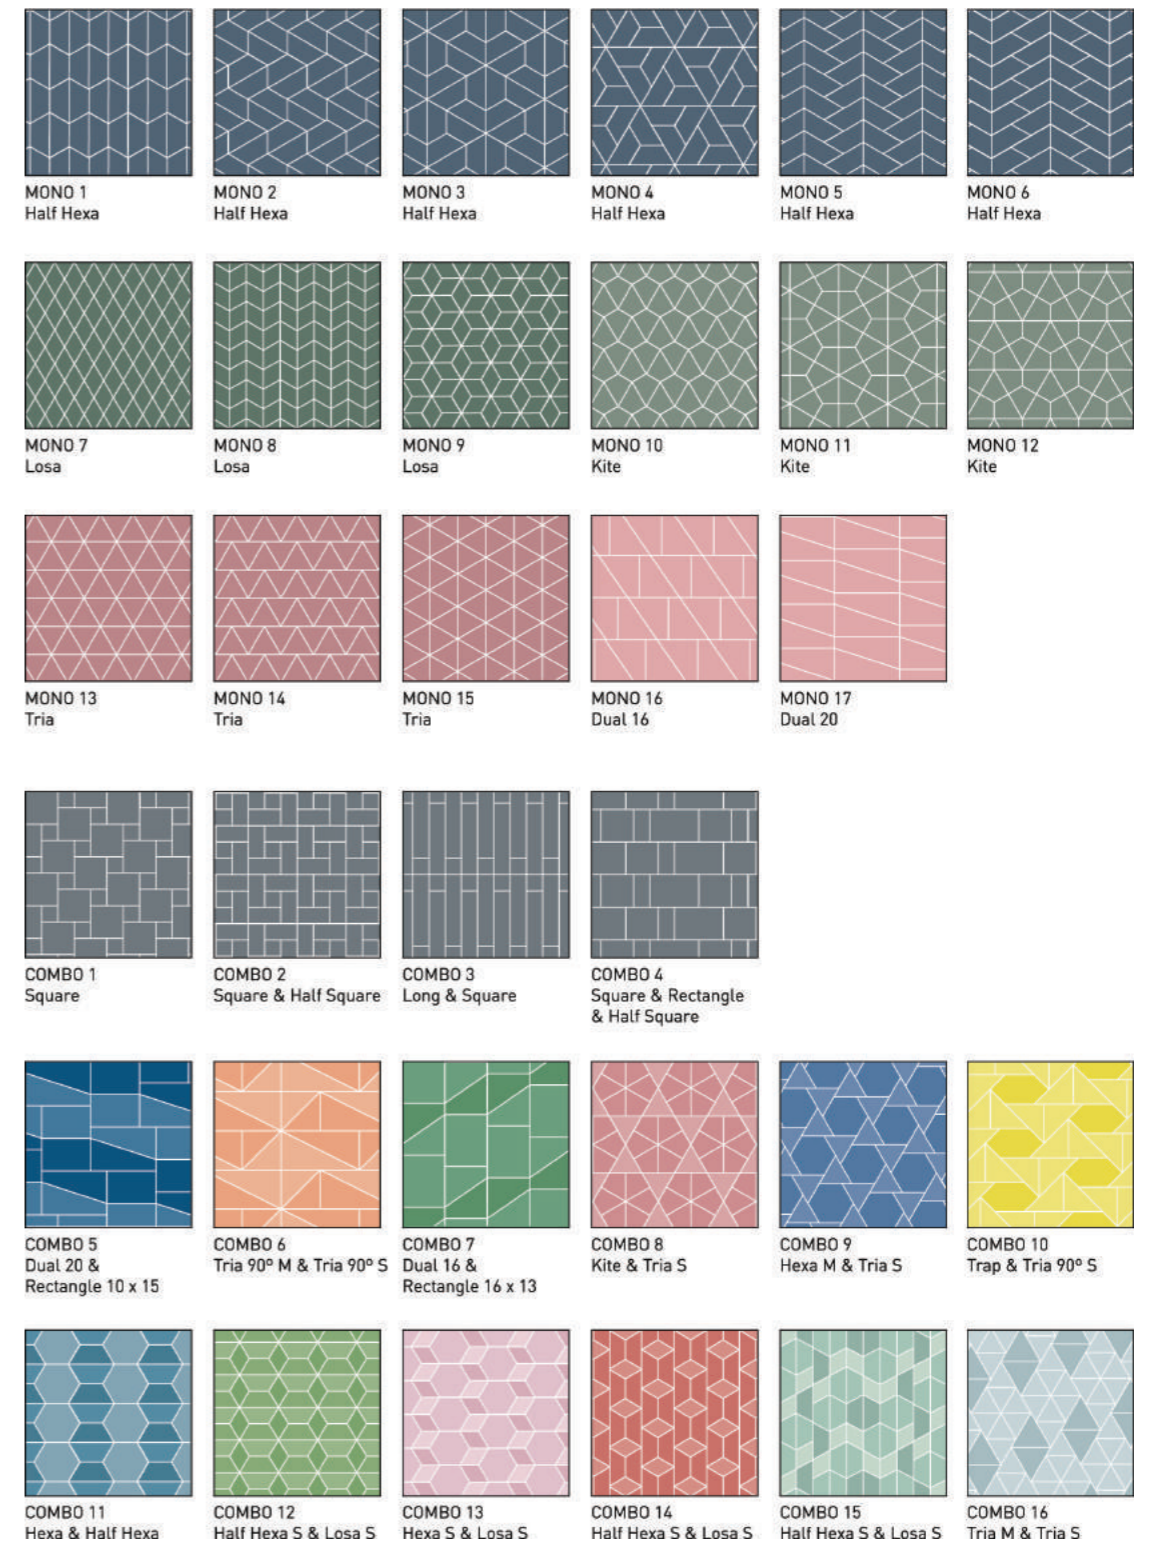 MONO 1
Half Hexa
MONO 2
Half Hexa
MONO 3
Half Hexa
MONO 4
Half Hexa
MONO 5
Half Hexa
MONO 6
Half Hexa
MONO 7
Losa
MONO 8
Losa
MONO 9
Losa
MONO 10
Kite
MONO 11
Kite
MONO 12
Kite
MONO 13
Tria
MONO 14
Tria
MONO 15
Tria
MONO 16
Dual 16
MONO 17
Dual 20
COMBO 1
Square
COMBO 2
Square & Half Square
COMBO 3
Long & Square
COMBO 4
Square & Rectangle
& Half Square
COMBO 5
Dual 20 &
Rectangle 10 x 15
COMBO 6
Tria 90º M & Tria 90º S
COMBO 7
Dual 16 &
Rectangle 16 x 13
COMBO 8
Kite & Tria S
COMBO 9
Hexa M & Tria S
COMBO 10
Trap & Tria 90º S
COMBO 11
Hexa & Half Hexa
COMBO 12
Half Hexa S & Losa S
COMBO 13
Hexa S & Losa S
COMBO 14
Half Hexa S & Losa S
COMBO 15
Half Hexa S & Losa S
COMBO 16
Tria M & Tria S